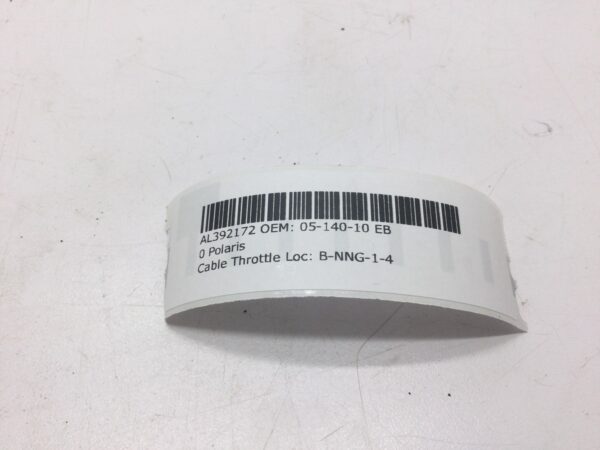 AL392172 OEM: 05-140-10 EB
0 Polaris
Cable Throttle Loc: B-NNG-1-4